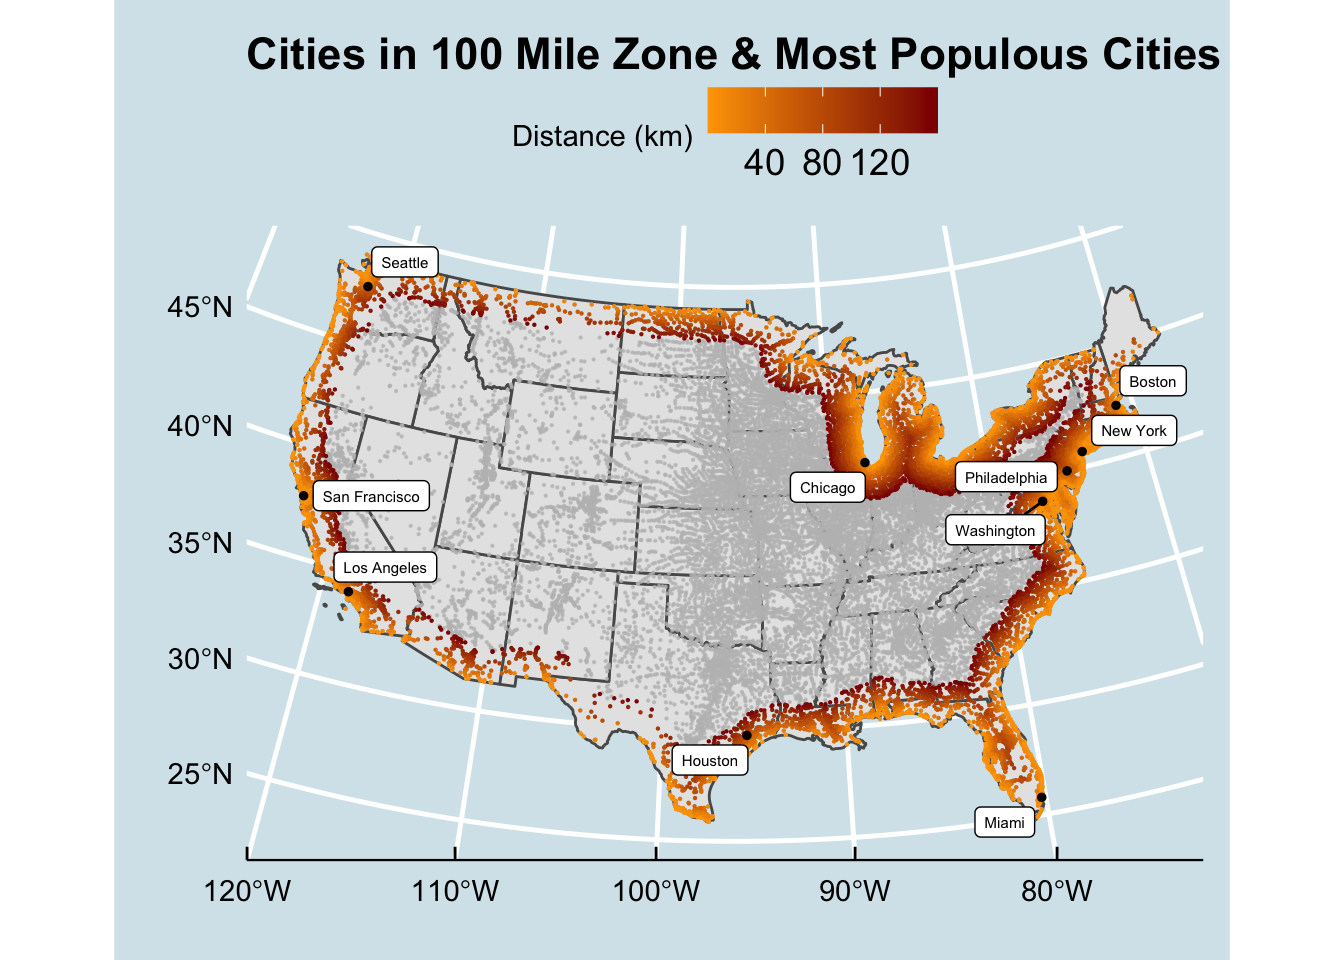 Cities in 100 Mile Zone & Most Populous Cities
Distance (km)
40 80 120
Seattle
45°N
Boston
40°N
New York
Philadelphia
Chicago
San Francisco
Washington
35°N
Los Angeles
30°N
Houston
25°N
Miami
120°W 110°W 100°W 90°W 80°W